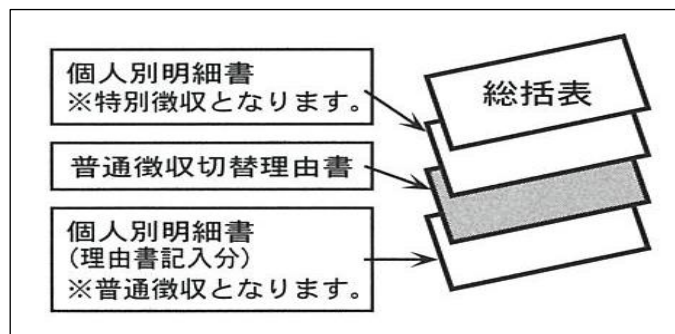 個人別明細書
※特別徴収となります。
普通徴収切替理由書
個人別明細書
(理由書記入分)
※普通徴収となります。
総括表